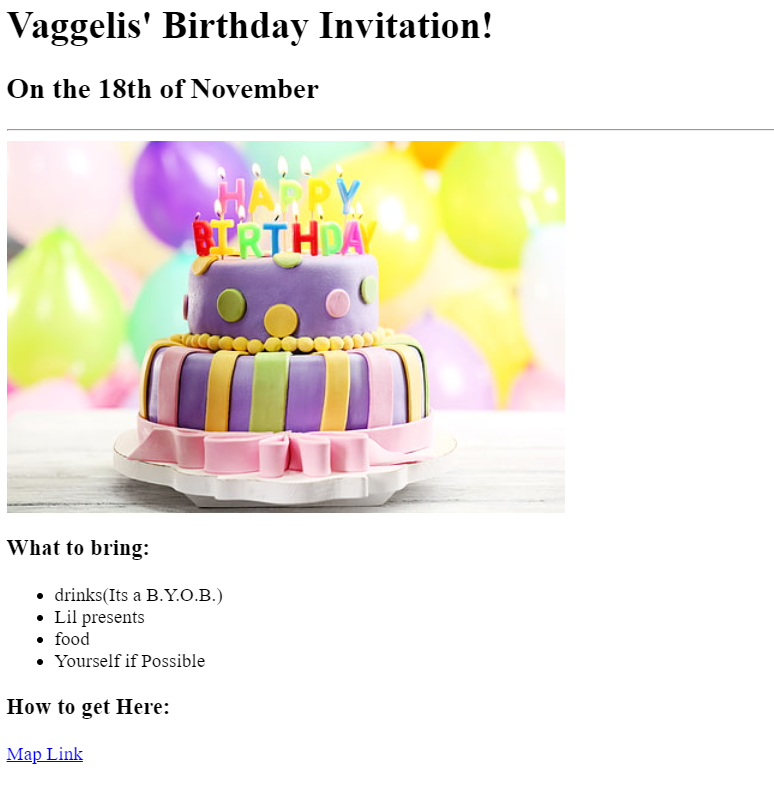 Vaggelis' Birthday Invitation!
On the 18th of November
HAPPY
BIRTHDAY
What to bring:
drinks(Its a B.Y.O.B.)
Lil presents
food
Yourself if Possible
How to get Here:
Map Link